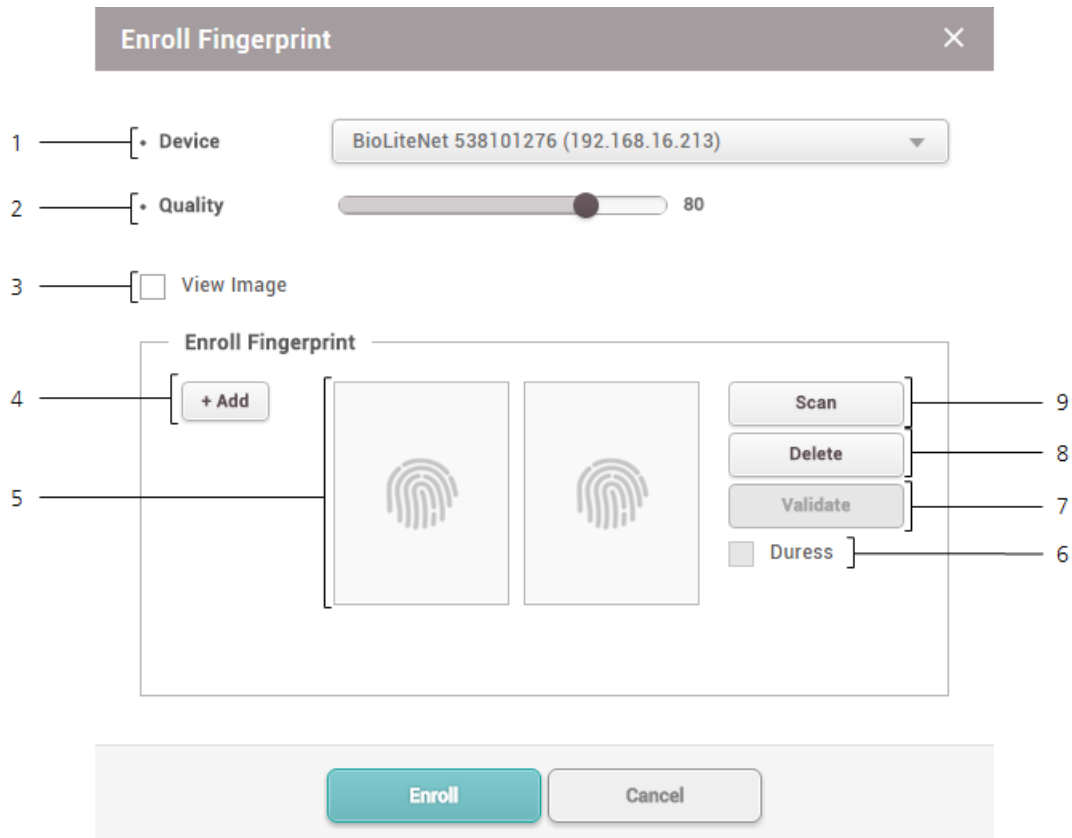 Enroll Fingerprint
1 • Device BioLiteNet 538101276 (192.168.16.213)
2 • Quality 80
3 View Image
Enroll Fingerprint
4 + Add Scan 9
Delete 8
5 Validate 7
Duress 6
Enroll Cancel